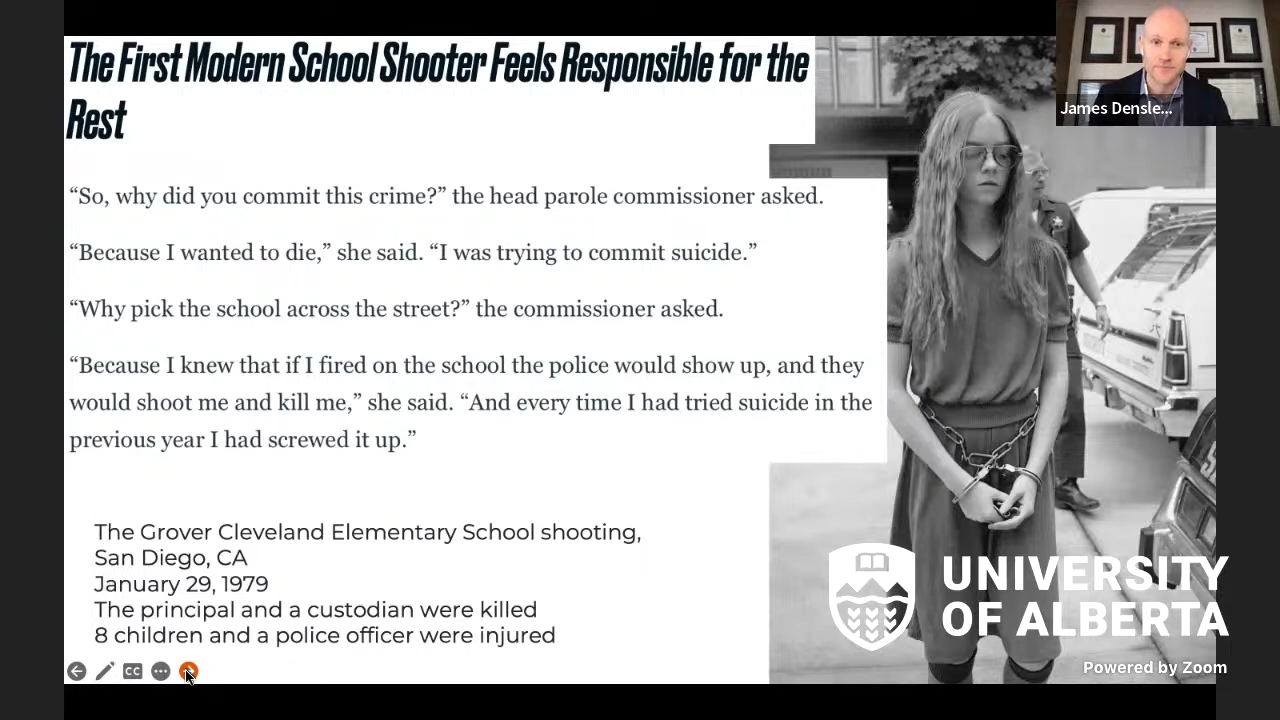 The First Modern School Shooter Feels Responsible for the
Rest
James Densle...
“So, why did you commit this crime?” the head parole commissioner asked.
“Because I wanted to die,” she said. “I was trying to commit suicide.”
“Why pick the school across the street?” the commissioner asked.
“Because I knew that if I fired on the school the police would show up, and they
would shoot me and kill me,” she said. “And every time I had tried suicide in the
previous year I had screwed it up.”
The Grover Cleveland Elementary School shooting,
San Diego, CA
January 29, 1979
The principal and a custodian were killed
8 children and a police officer were injured
CC
UNIVERSITY
OF ALBERTA
Powered by Zoom